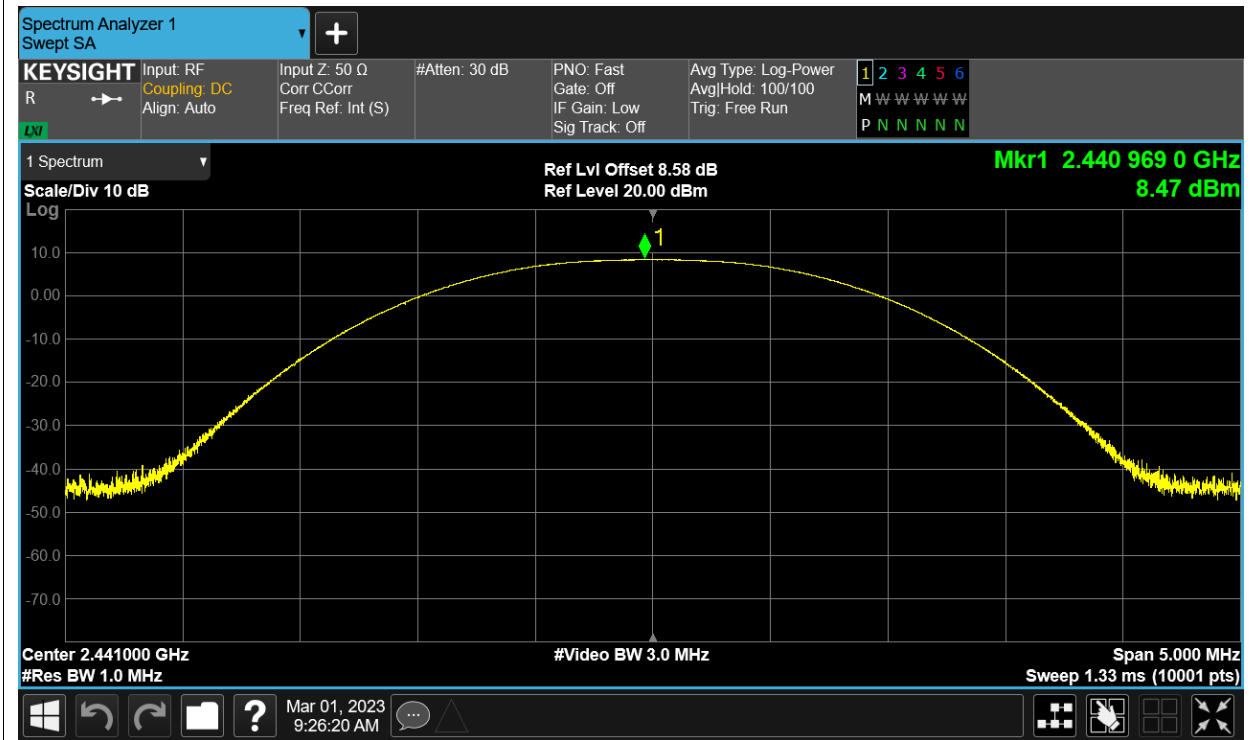 Spectrum Analyzer 1
Swept SA
+
KEYSIGHT
R
LXI
Input: RF
Coupling: DC
Align: Auto
Input Z: 50 Ω
Corr CCorr
Freq Ref: Int (S)
#Atten: 30 dB
PNO: Fast
Gate: Off
IF Gain: Low
Sig Track: Off
Avg Type: Log-Power
Avg|Hold: 100/100
Trig: Free Run
1 2 3 4 5 6
M W W W W W
P N N N N N
1 Spectrum
Scale/Div 10 dB
Ref Lvl Offset 8.58 dB
Ref Level 20.00 dBm
Mkr1 2.440 969 0 GHz
8.47 dBm
Log
1
10.0
0.00
-10.0
-20.0
-30.0
-40.0
-50.0
-60.0
-70.0
Center 2.441000 GHz
#Video BW 3.0 MHz
Span 5.000 MHz
#Res BW 1.0 MHz
Sweep 1.33 ms (10001 pts)
?
Mar 01, 2023
9:26:20 AM